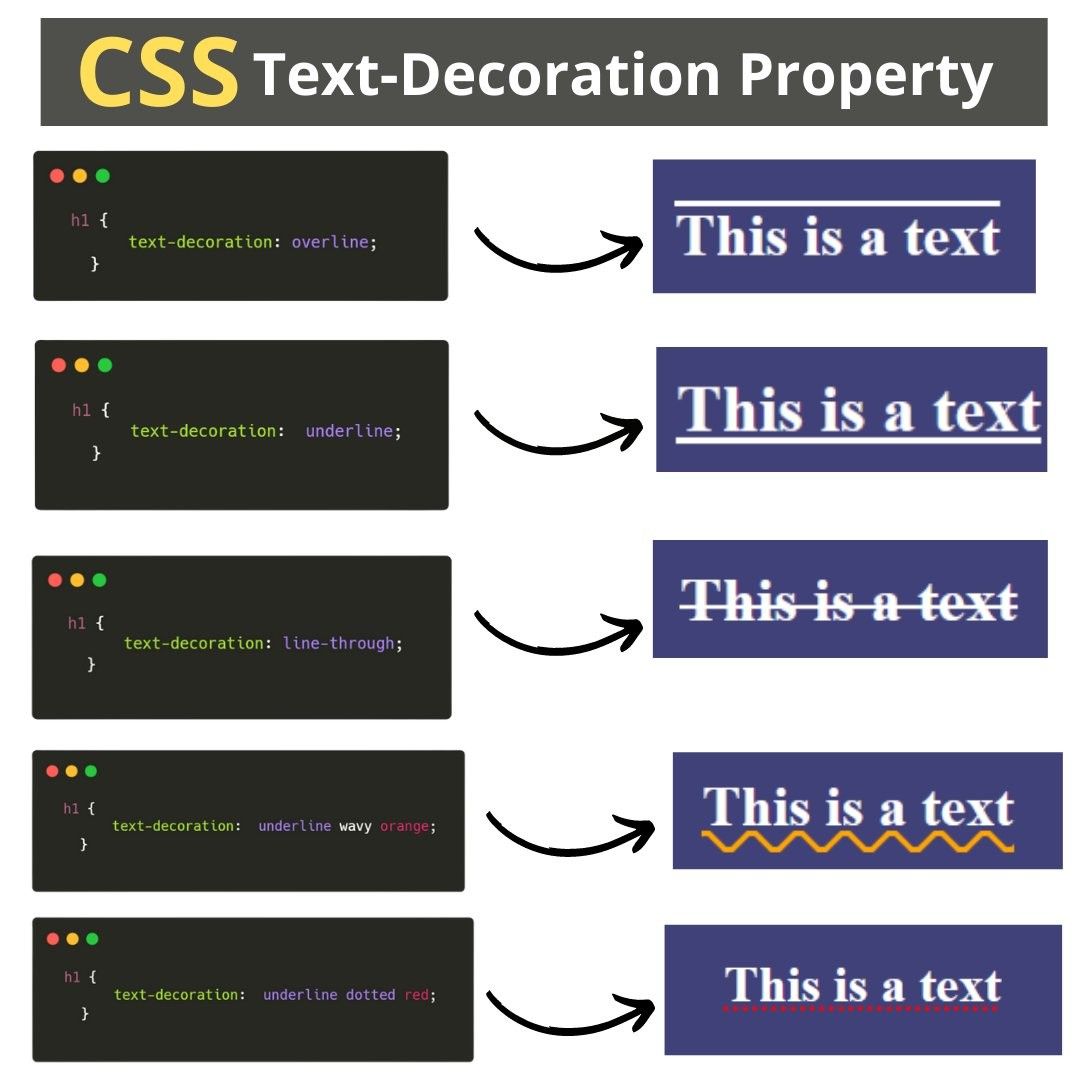 CSS Text-Decoration Property
h1 {
text-decoration: overline;
}
This is a text
h1 {
text-decoration: underline;
}
This is a text
h1 {
text-decoration: line-through;
}
This is a text
h1 {
text-decoration: underline wavy orange;
}
This is a text
h1 {
text-decoration: underline dotted red;
}
This is a text